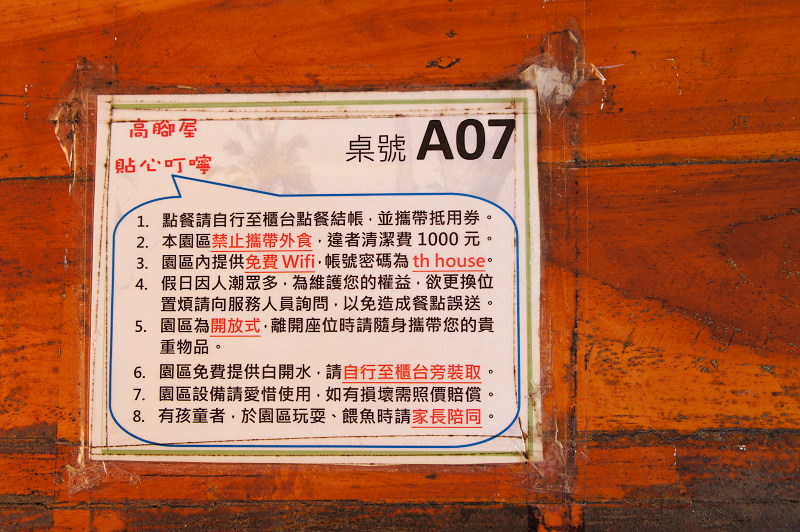 高腳屋
貼心叮嚀
桌號 A07
1. 點餐請自行至櫃台點餐結帳，並攜帶抵用券。
2. 本園區禁止攜帶外食，違者清潔費 1000 元。
3. 園區內提供免費 Wifi，帳號密碼為 th house。
4. 假日因人潮眾多，為維護您的權益，欲更換位
置煩請向服務人員詢問，以免造成餐點誤送。
5. 園區為開放式，離開座位時請隨身攜帶您的貴
重物品。
6. 園區免費提供白開水，請自行至櫃台旁裝取。
7. 園區設備請愛惜使用，如有損壞需照價賠償。
8. 有孩童者，於園區玩耍、餵魚時請家長陪同。